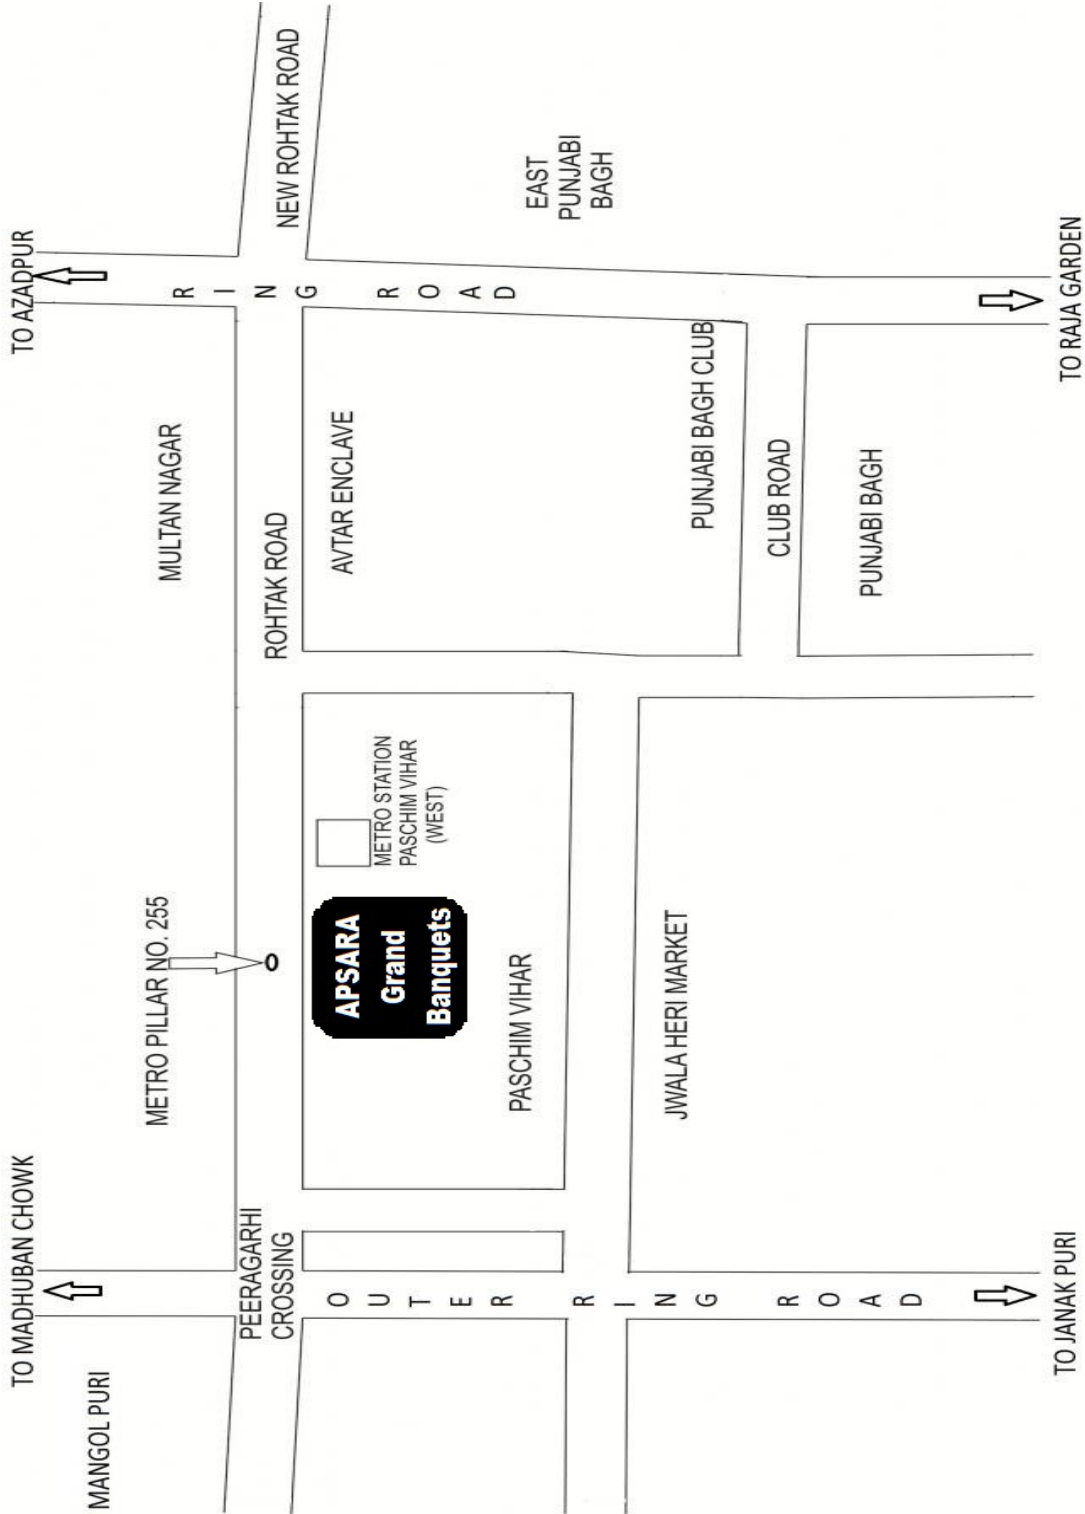 TO MADHUBAN CHOWK
TO AZADPUR
MANGOL PURI
METRO PILLAR NO. 255
MULTAN NAGAR
RING ROAD
PEERAGARHI
CROSSING
ROHTAK ROAD
NEW ROHTAK ROAD
APSARA
Grand
Banquets
METRO STATION
PASCHIM VIHAR
(WEST)
AVTAR ENCLAVE
OUTER RING ROAD
PASCHIM VIHAR
EAST
PUNJABI
BAGH
JWALA HERI MARKET
PUNJABI BAGH CLUB
CLUB ROAD
PUNJABI BAGH
TO JANAK PURI
TO RAJA GARDEN